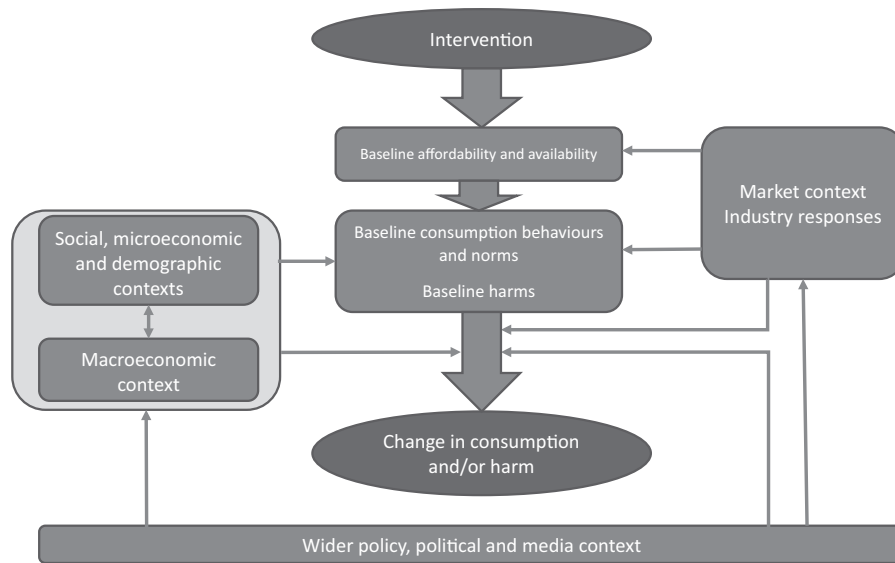 Intervention
Baseline affordability and availability
Market context
Industry responses
Baseline consumption behaviours
and norms
Baseline harms
Social, microeconomic
and demographic
contexts
Macroeconomic
context
Change in consumption
and/or harm
Wider policy, political and media context